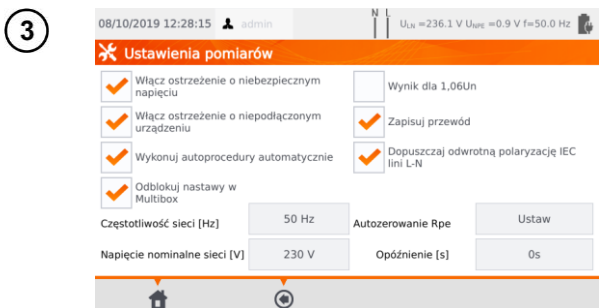 3
08/10/2019 12:28:15 admin N L U_LN =236.1 V U_NPE =0.9 V f=50.0 Hz
Ustawienia pomiarów
Włącz ostrzeżenie o niebezpiecznym
napięciu
Wynik dla 1,06Un
Włącz ostrzeżenie o niepodłączonym
urządzeniu
Zapisuj przewód
Wykonuj autoprocedury automatycznie
Dopuszczaj odwrotną polaryzację IEC
lini L-N
Odblokuj nastawy w
Multibox
Częstotliwość sieci [Hz] 50 Hz Autozerowanie Rpe Ustaw
Napięcie nominalne sieci [V] 230 V Opóźnienie [s] 0s